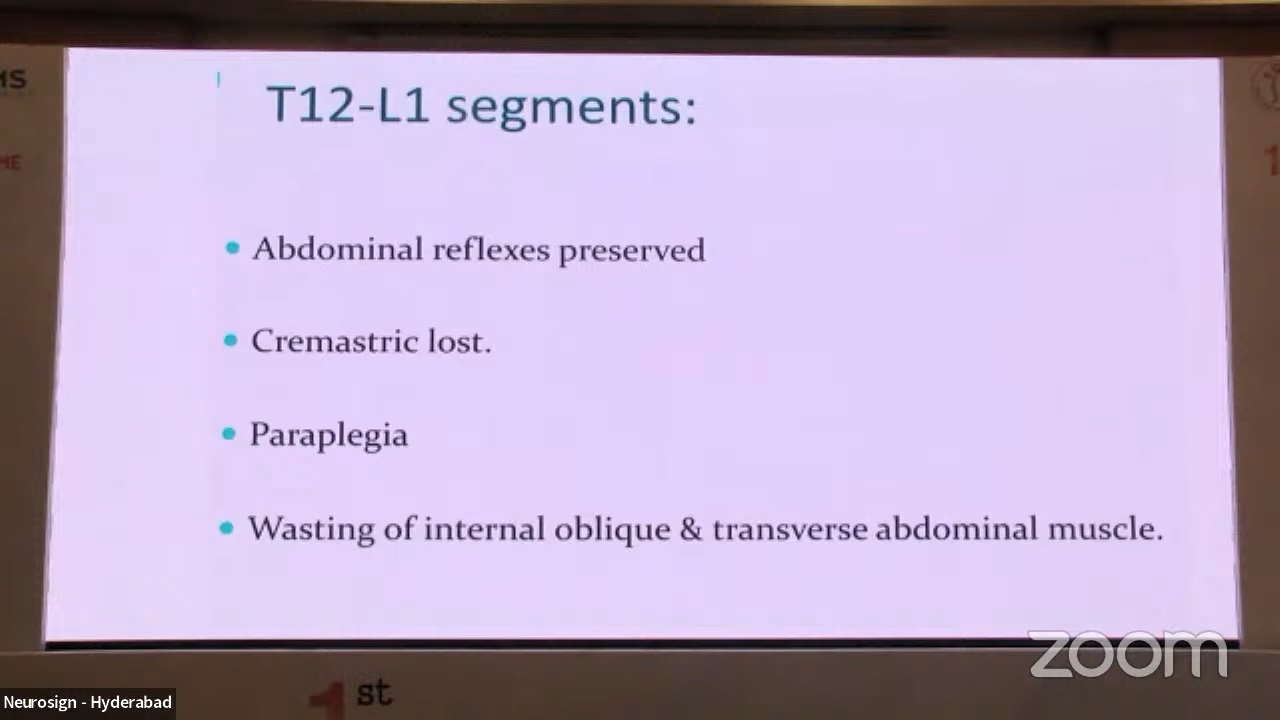 T12-L1 segments:
• Abdominal reflexes preserved
• Cremastric lost.
• Paraplegia
• Wasting of internal oblique & transverse abdominal muscle.
zoom
1st
Neurosign - Hyderabad